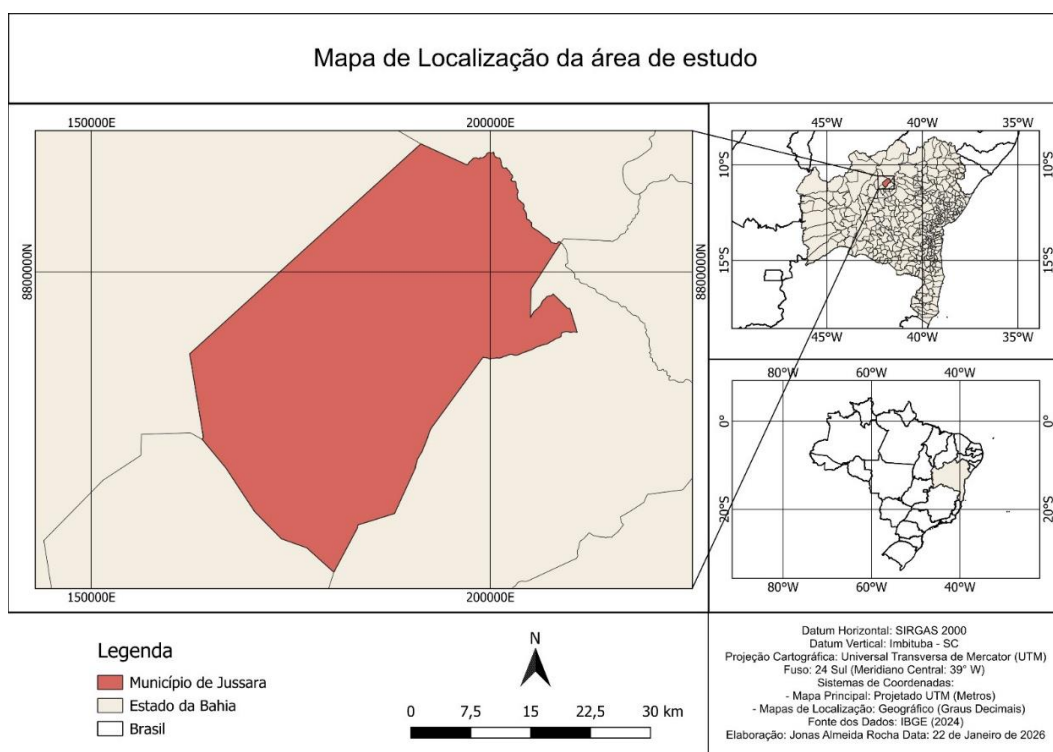 Mapa de Localização da área de estudo
150000E
200000E
8800000N
8800000N
150000E
200000E
45°W
40°W
35°W
10°S
10°S
15°S
15°S
45°W
40°W
35°W
80°W
60°W
40°W
0°
0°
20°S
20°S
80°W
60°W
40°W
Legenda
Município de Jussara
Estado da Bahia
Brasil
N
0 7,5 15 22,5 30 km
Datum Horizontal: SIRGAS 2000
Datum Vertical: Imbituba - SC
Projeção Cartográfica: Universal Transversa de Mercator (UTM)
Fuso: 24 Sul (Meridiano Central: 39° W)
Sistemas de Coordenadas:
- Mapa Principal: Projetado UTM (Metros)
- Mapas de Localização: Geográfico (Graus Decimais)
Fonte dos Dados: IBGE (2024)
Elaboração: Jonas Almeida Rocha Data: 22 de Janeiro de 2026